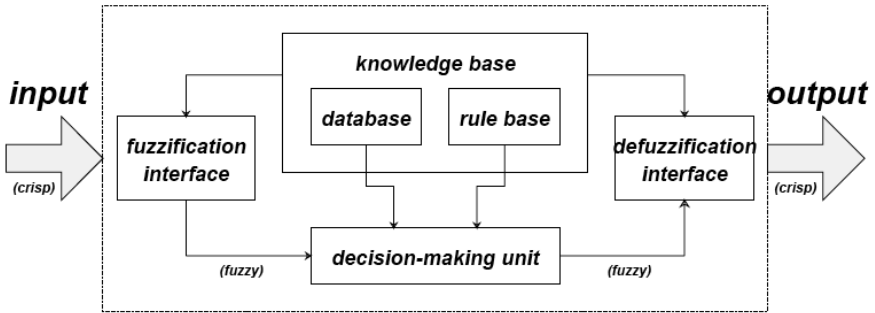 knowledge base
input
output
database
rule base
fuzzification
interface
defuzzification
interface
(crisp)
(crisp)
decision-making unit
(fuzzy)
(fuzzy)